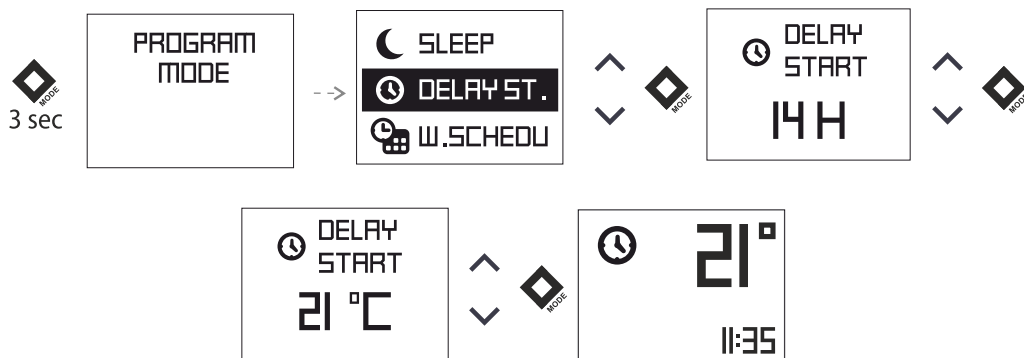 MODE
3 sec
PROGRAM
MODE
SLEEP
DELAY ST.
W.SCHEDU
MODE
DELAY
START
14 H
MODE
DELAY
START
21 °C
MODE
21°
11:35